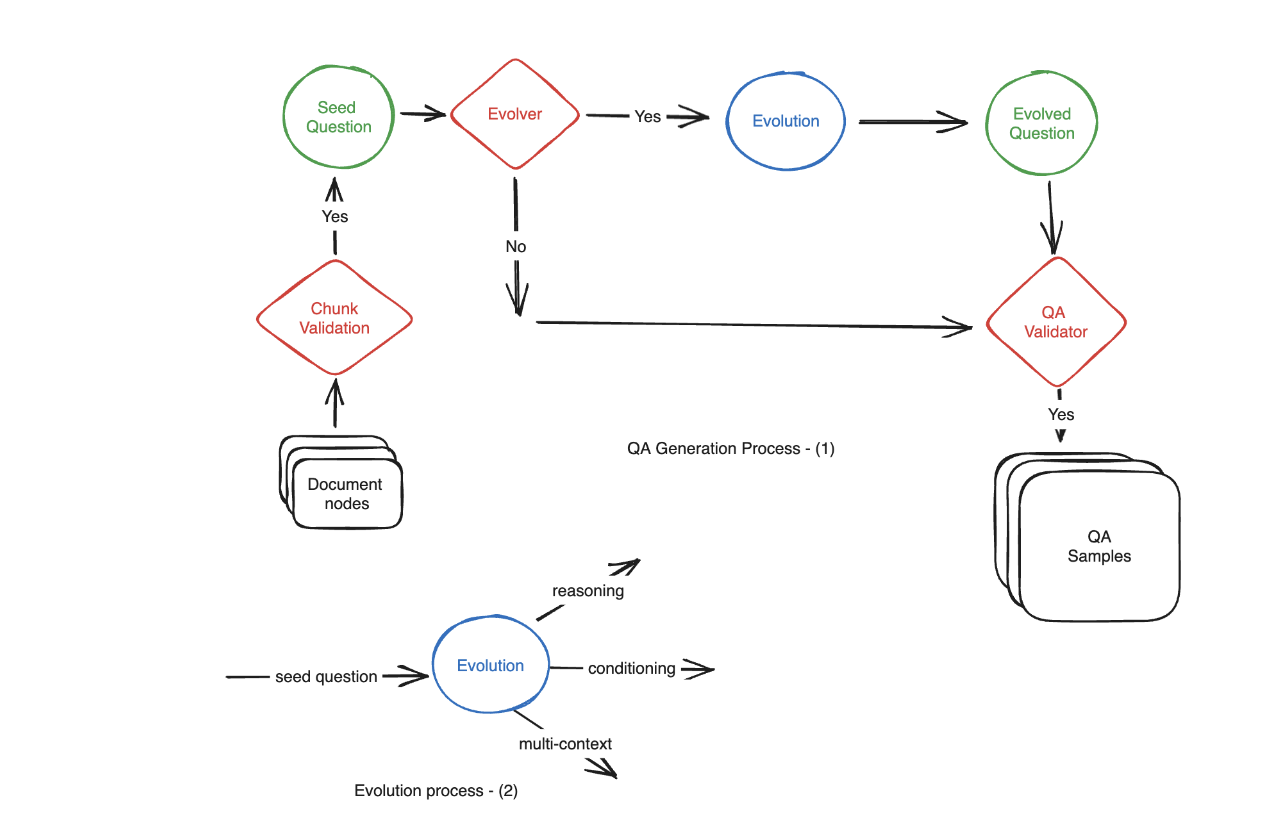 Seed
Question
Evolver
Yes
Evolution
Evolved
Question
Yes
No
Chunk
Validation
QA
Validator
Yes
QA Generation Process - (1)
Document
nodes
QA
Samples
reasoning
seed question
Evolution
conditioning
multi-context
Evolution process - (2)